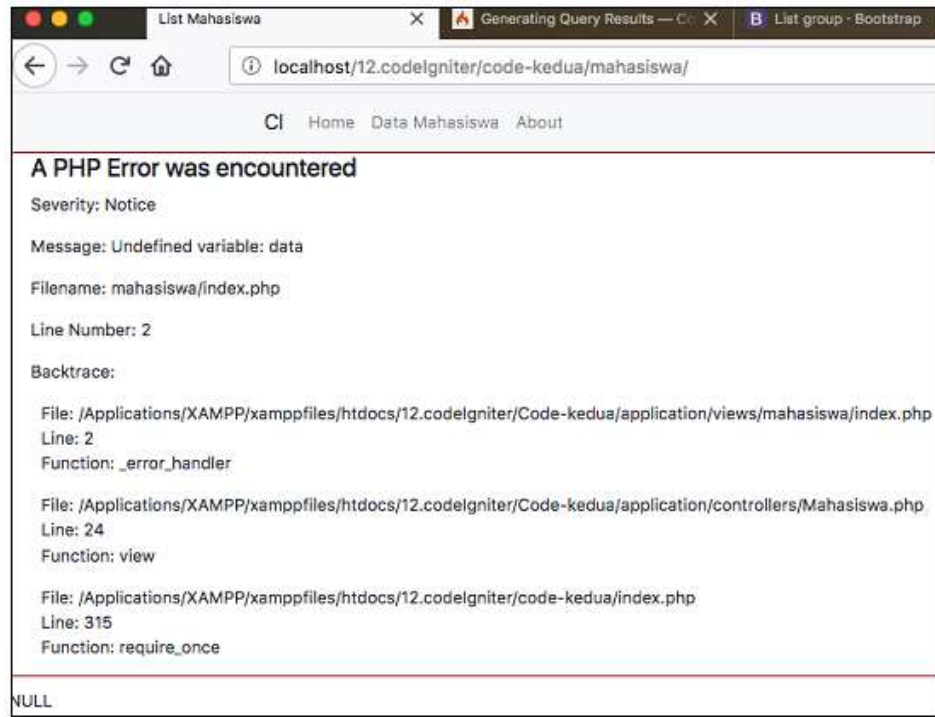 List Mahasiswa
Generating Query Results — Co
B List group · Bootstrap
localhost/12.codeIgniter/code-kedua/mahasiswa/
CI Home Data Mahasiswa About
A PHP Error was encountered
Severity: Notice
Message: Undefined variable: data
Filename: mahasiswa/index.php
Line Number: 2
Backtrace:
File: /Applications/XAMPP/xamppfiles/htdocs/12.codeIgniter/Code-kedua/application/views/mahasiswa/index.php
Line: 2
Function: _error_handler
File: /Applications/XAMPP/xamppfiles/htdocs/12.codeIgniter/Code-kedua/application/controllers/Mahasiswa.php
Line: 24
Function: view
File: /Applications/XAMPP/xamppfiles/htdocs/12.codeIgniter/code-kedua/index.php
Line: 315
Function: require_once
NULL